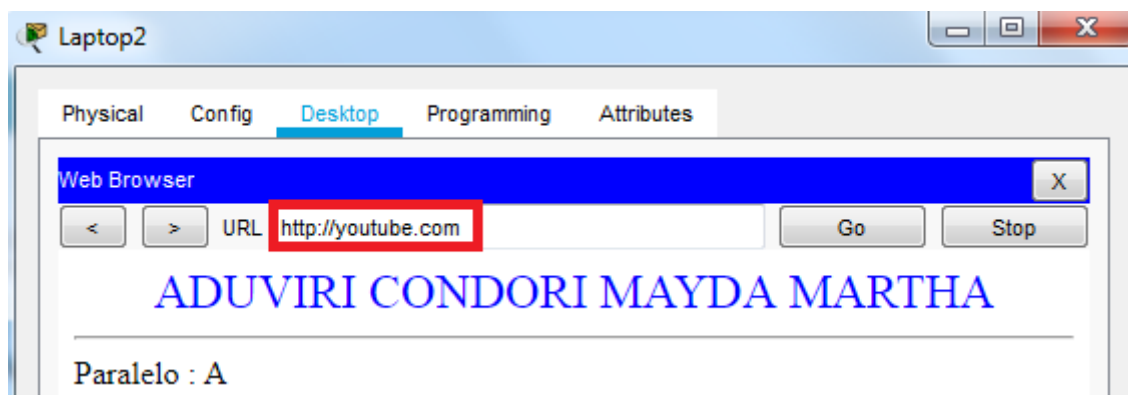 Laptop2
X
Physical Config Desktop Programming Attributes
Web Browser X
< > URL http://youtube.com Go Stop
ADUVIRI CONDORI MAYDA MARTHA
Paralelo : A